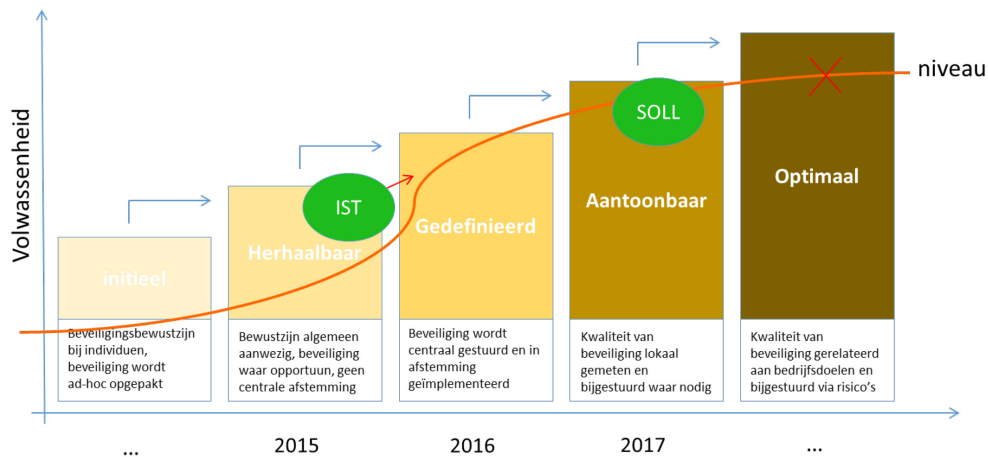 niveau
SOLL
Volwassenheid
Optimaal
Aantoonbaar
IST
Gedefinieerd
Herhaalbaar
initieel
Beveiligingsbewustzijn
bij individuen,
beveiliging wordt
ad-hoc opgepakt
Bewustzijn algemeen
aanwezig, beveiliging
waar opportuun, geen
centrale afstemming
Beveiliging wordt
centraal gestuurd en in
afstemming
geïmplementeerd
Kwaliteit van
beveiliging lokaal
gemeten en
bijgestuurd waar nodig
Kwaliteit van
beveiliging gerelateerd
aan bedrijfsdoelen en
bijgestuurd via risico's
...
2015
2016
2017
...